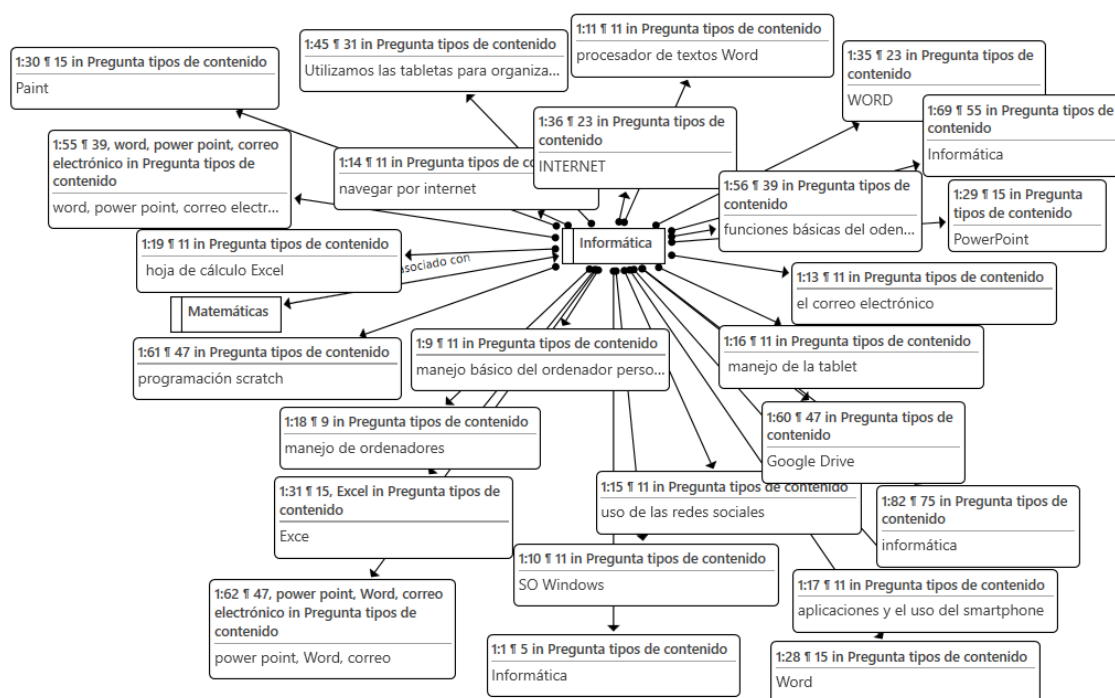 1:30 ¶ 15 in Pregunta tipos de contenido
Paint
1:45 ¶ 31 in Pregunta tipos de contenido
Utilizamos las tabletas para organiza...
1:11 ¶ 11 in Pregunta tipos de contenido
procesador de textos Word
1:35 ¶ 23 in Pregunta tipos de
contenido
WORD
1:69 ¶ 55 in Pregunta tipos de
contenido
Informática
1:55 ¶ 39, word, power point, correo
electrónico in Pregunta tipos de
contenido
word, power point, correo electr...
1:14 ¶ 11 in Pregunta tipos de
navegar por internet
1:36 ¶ 23 in Pregunta tipos de
contenido
INTERNET
1:56 ¶ 39 in Pregunta tipos de
contenido
funciones básicas del oden...
1:29 ¶ 15 in Pregunta
tipos de contenido
PowerPoint
Informática
1:19 ¶ 11 in Pregunta tipos de contenido
hoja de cálculo Excel
asociado con
Matemáticas
1:13 ¶ 11 in Pregunta tipos de contenido
el correo electrónico
1:61 ¶ 47 in Pregunta tipos de contenido
programación scratch
1:9 ¶ 11 in Pregunta tipos de contenido
manejo básico del ordenador perso...
1:16 ¶ 11 in Pregunta tipos de contenido
manejo de la tablet
1:18 ¶ 9 in Pregunta tipos de contenido
manejo de ordenadores
1:60 ¶ 47 in Pregunta tipos de
contenido
Google Drive
1:31 ¶ 15, Excel in Pregunta tipos de
contenido
Exce
1:15 ¶ 11 in Pregunta tipos de contenido
uso de las redes sociales
1:82 ¶ 75 in Pregunta tipos de
contenido
informática
1:10 ¶ 11 in Pregunta tipos de contenido
SO Windows
1:62 ¶ 47, power point, Word, correo
electrónico in Pregunta tipos de
contenido
power point, Word, correo
1:17 ¶ 11 in Pregunta tipos de contenido
aplicaciones y el uso del smartphone
1:1 ¶ 5 in Pregunta tipos de contenido
Informática
1:28 ¶ 15 in Pregunta tipos de contenido
Word